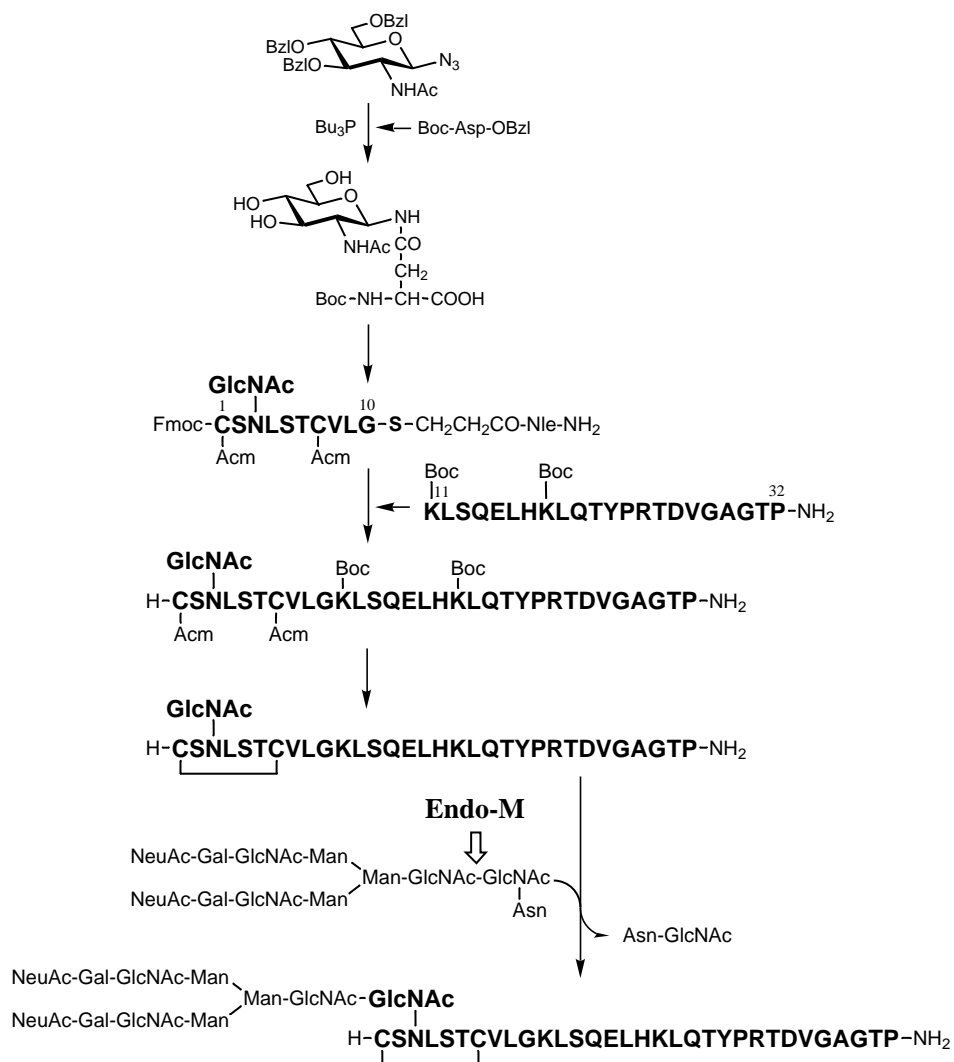 OBzl
O
BzlO
BzlO
N₃
NHAc
Bu₃P
Boc-Asp-OBzl
OH
HO
O
HO
NH
NHAc
CO
CH₂
Boc-NH-CH-COOH
GlcNAc
1 10
Fmoc-CSNLSTCVLG-S-CH₂CH₂CO-Nle-NH₂
Acm Acm
Boc Boc
11 32
KLSQELHKLQTYPRTDVGAGTP-NH₂
GlcNAc
Boc Boc
H-CSNLSTCVLGKLSQELHKLQTYPRTDVGAGTP-NH₂
Acm Acm
GlcNAc
H-CSNLSTCVLGKLSQELHKLQTYPRTDVGAGTP-NH₂
Endo-M
NeuAc-Gal-GlcNAc-Man
Man-GlcNAc-GlcNAc
NeuAc-Gal-GlcNAc-Man
Asn
Asn-GlcNAc
NeuAc-Gal-GlcNAc-Man
Man-GlcNAc-GlcNAc
NeuAc-Gal-GlcNAc-Man
H-CSNLSTCVLGKLSQELHKLQTYPRTDVGAGTP-NH₂